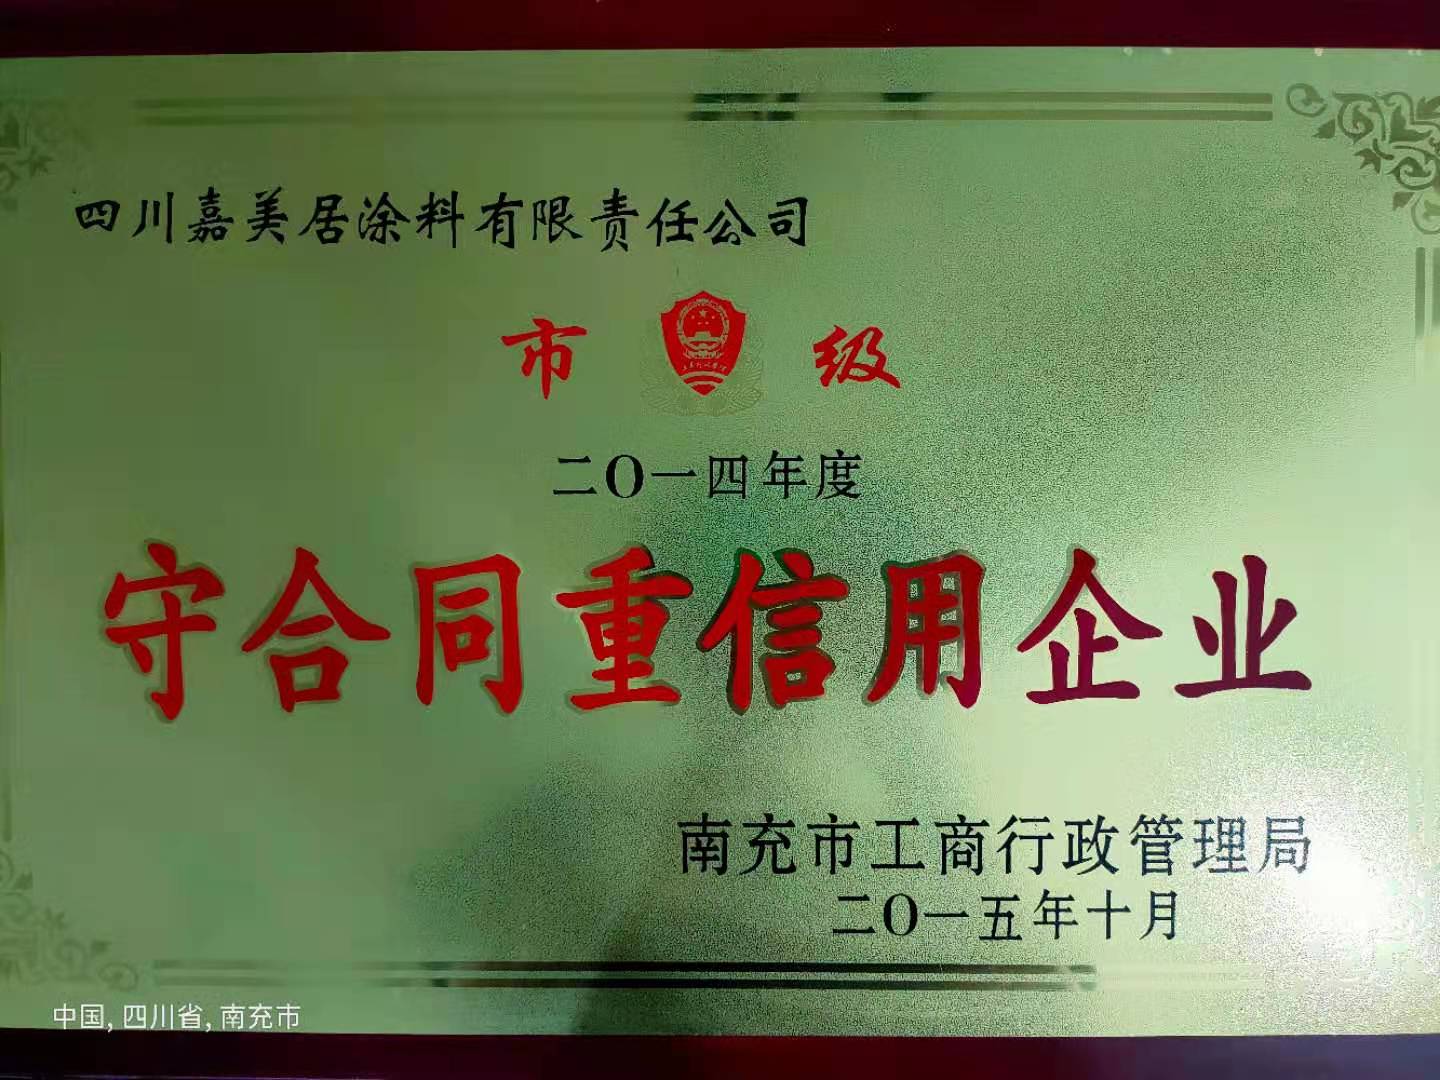 四川嘉美居涂料有限责任公司
市 级
二〇一四年度
守合同重信用企业
南充市工商行政管理局
二〇一五年十月
中国, 四川省, 南充市